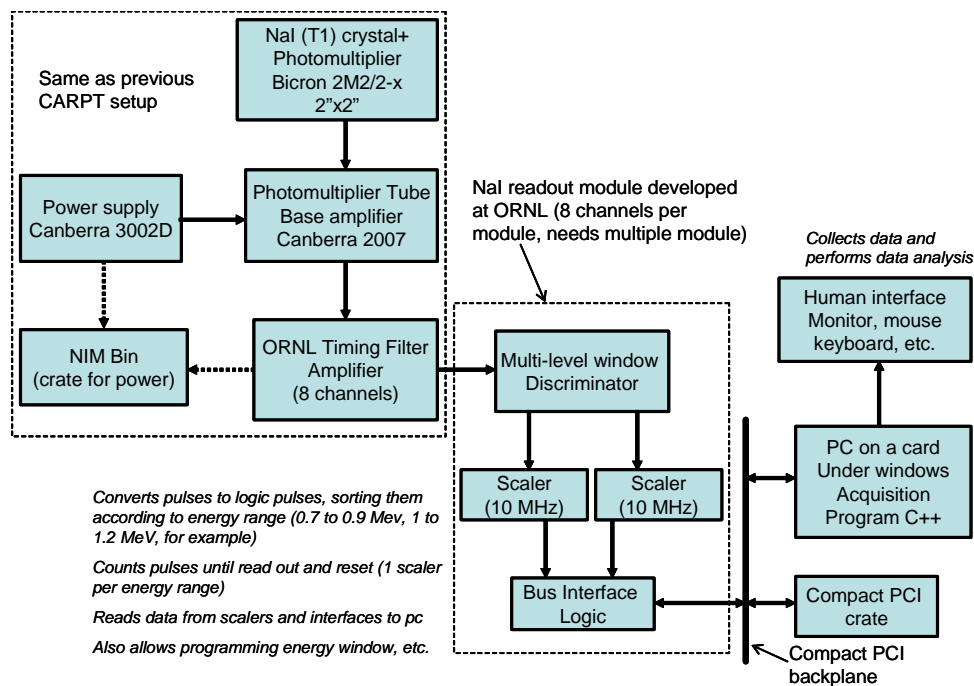 NaI (T1) crystal+
Photomultiplier
Bicron 2M2/2-x
2”x2”
Same as previous
CARPT setup
Power supply
Canberra 3002D
Photomultiplier Tube
Base amplifier
Canberra 2007
NIM Bin
(crate for power)
ORNL Timing Filter
Amplifier
(8 channels)
NaI readout module developed
at ORNL (8 channels per
module, needs multiple module)
Collects data and
performs data analysis
Human interface
Monitor, mouse
keyboard, etc.
Multi-level window
Discriminator
Scaler
(10 MHz)
Scaler
(10 MHz)
PC on a card
Under windows
Acquisition
Program C++
Bus Interface
Logic
Compact PCI
crate
Compact PCI
backplane
Converts pulses to logic pulses, sorting them
according to energy range (0.7 to 0.9 Mev, 1 to
1.2 MeV, for example)
Counts pulses until read out and reset (1 scaler
per energy range)
Reads data from scalers and interfaces to pc
Also allows programming energy window, etc.